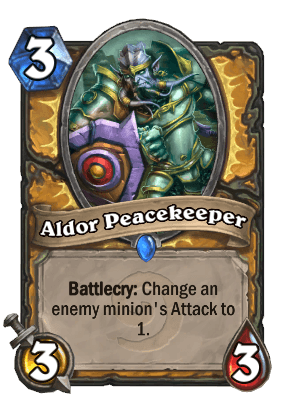 3
Aldor Peacekeeper
Battlecry: Change an
enemy minion's Attack to
1.
3
3